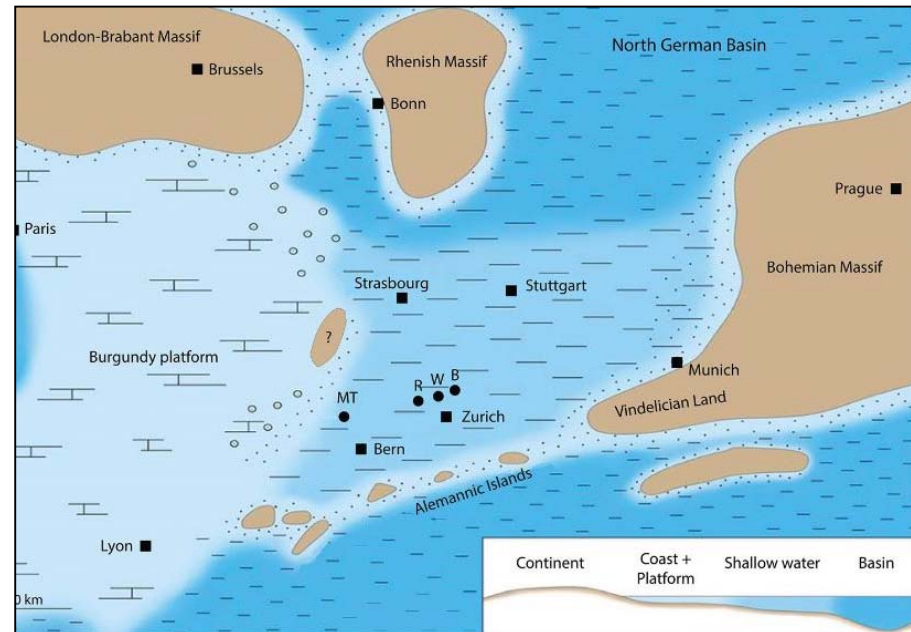 London-Brabant Massif
Brussels
Rhenish Massif
North German Basin
Bonn
Prague
Paris
Bohemian Massif
Strasbourg
Stuttgart
?
Burgundy platform
Munich
MT
R
W
B
Zurich
Vindelician Land
Bern
Alemannic Islands
Lyon
Continent
Coast +
Platform
Shallow water
Basin
0 km